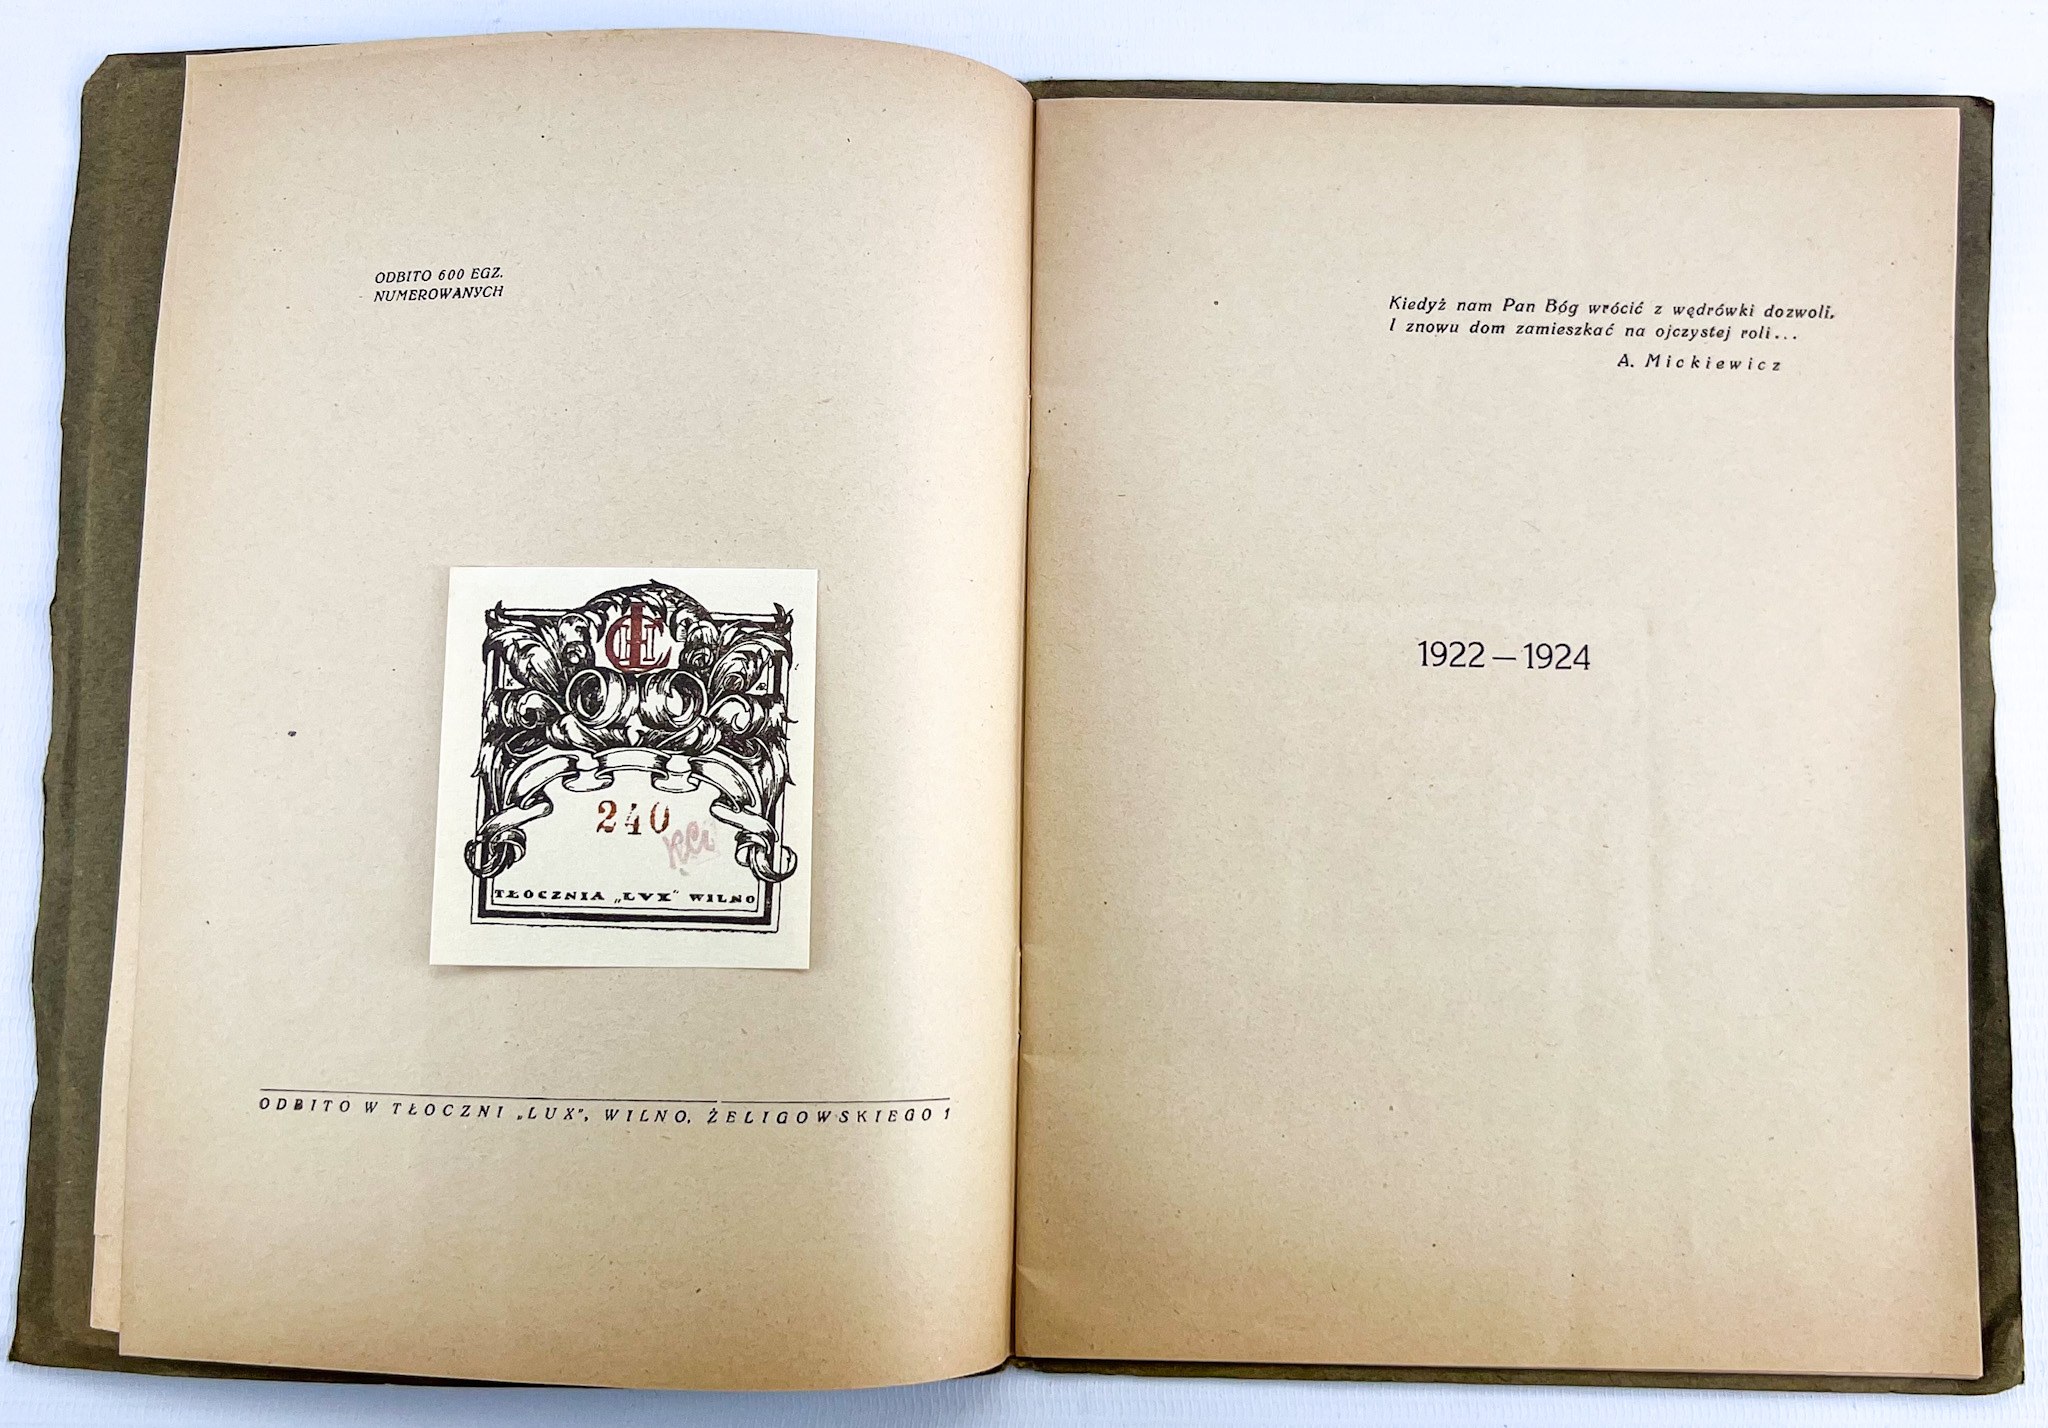 ODBITO 600 EGZ.
NUMEROWANYCH
240
TŁOCZNIA „LVX" WILNO
ODBITO W TŁOCZNI „LUX", WILNO, ŻELIGOWSKIEGO 1
Kiedyż nam Pan Bóg wrócić z wędrówki dozwoli,
I znowu dom zamieszkać na ojczystej roli...
A. Mickiewicz
1922 — 1924